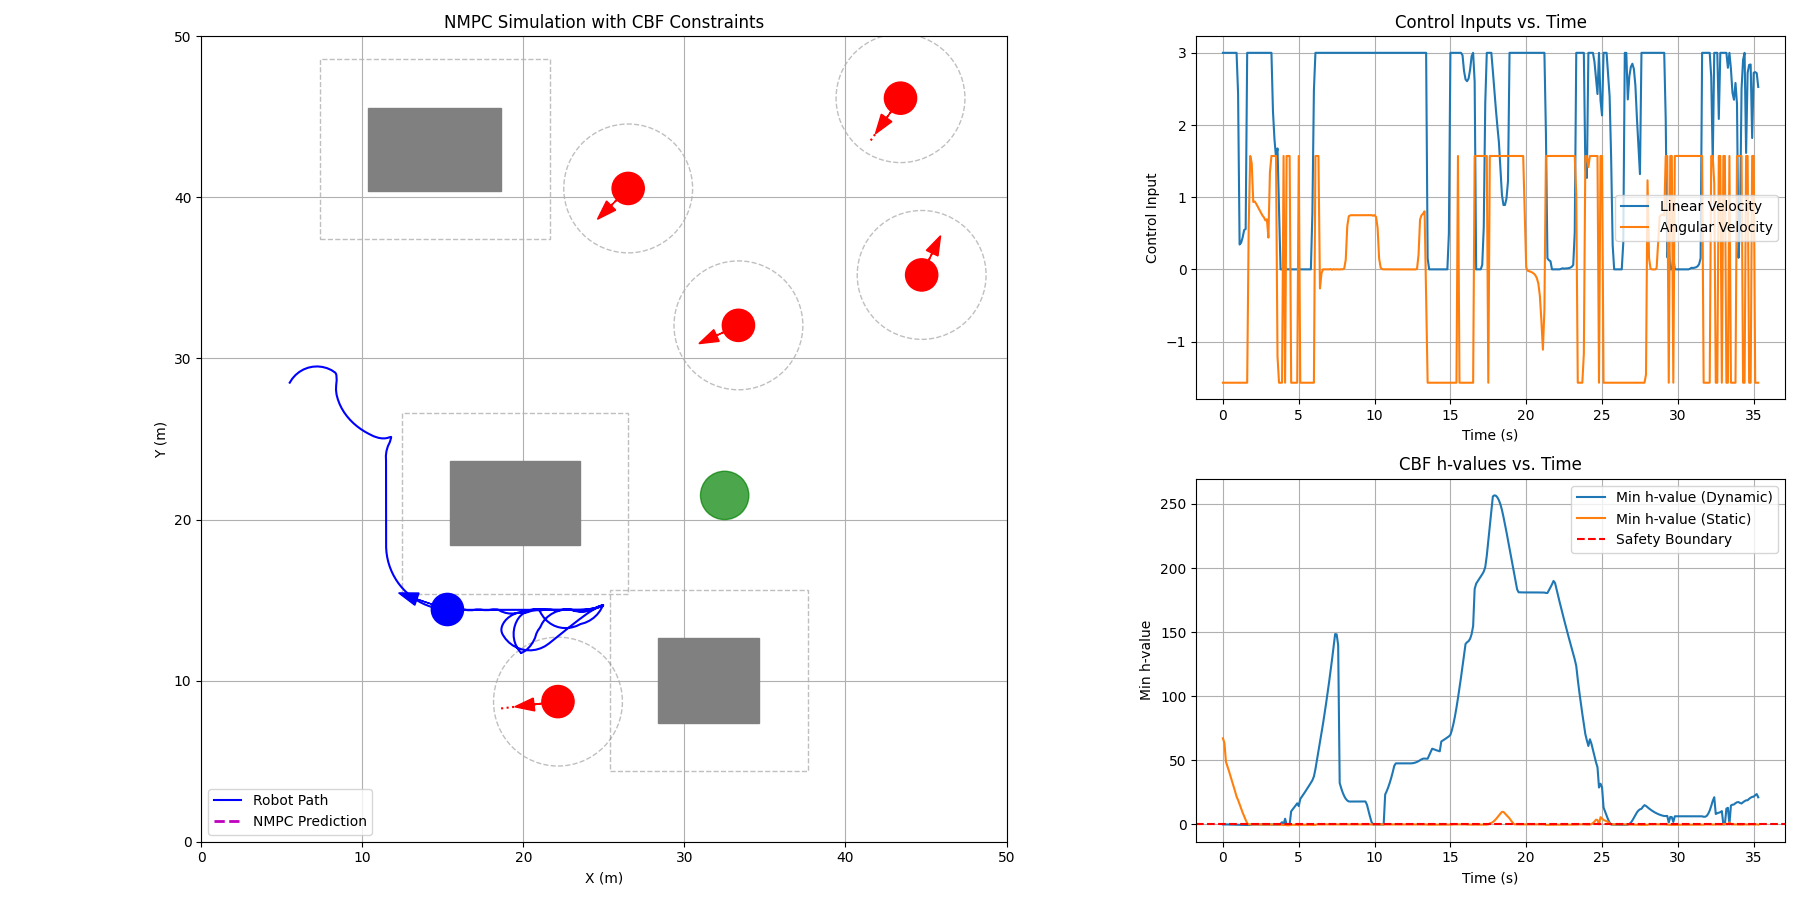 NMPC Simulation with CBF Constraints
50
40
30
20
10
0
Y (m)
0 10 20 30 40 50
X (m)
Robot Path
NMPC Prediction
Control Inputs vs. Time
3
2
1
0
−1
Control Input
Linear Velocity
Angular Velocity
0 5 10 15 20 25 30 35
Time (s)
CBF h-values vs. Time
250
200
150
100
50
0
Min h-value
Min h-value (Dynamic)
Min h-value (Static)
Safety Boundary
0 5 10 15 20 25 30 35
Time (s)